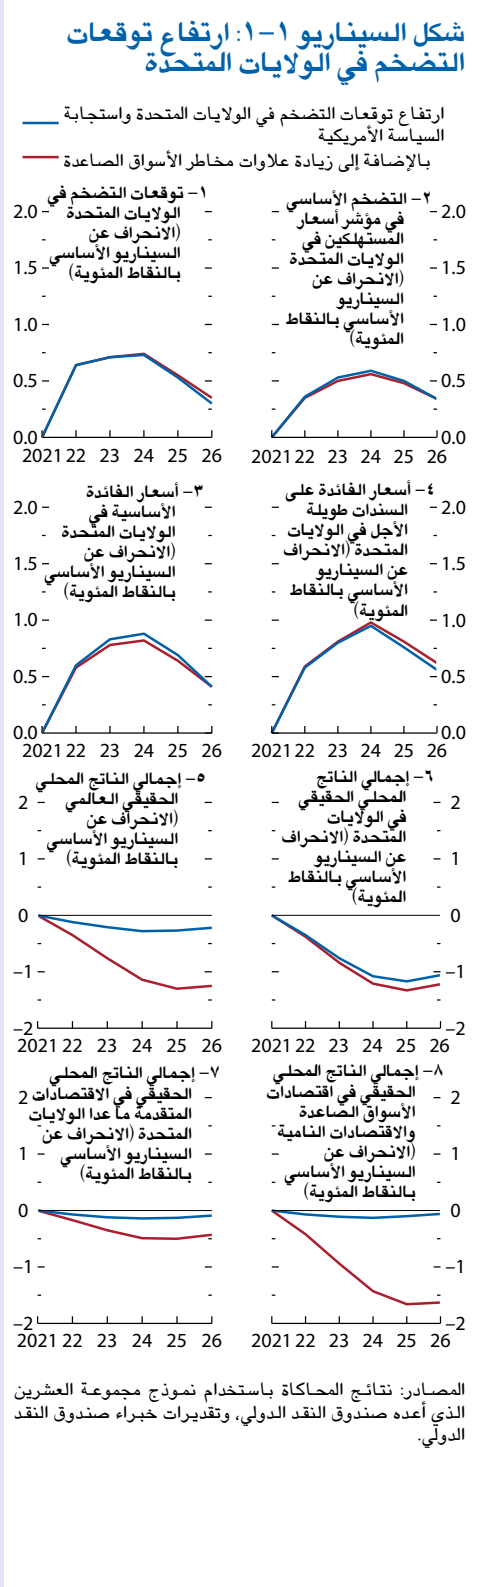 شكل السيناريو ١-١: ارتفاع توقعات
التضخم في الولايات المتحدة
ارتفاع توقعات التضخم في الولايات المتحدة واستجابة
السياسة الأمريكية
بالإضافة إلى زيادة علاوات مخاطر الأسواق الصاعدة
١- توقعات التضخم في
الولايات المتحدة
(الانحراف عن
السيناريو الأساسي
بالنقاط المئوية)
2.0
1.5
1.0
0.5
0.0
2021 22 23 24 25 26
٢- التضخم الأساسي
في مؤشر أسعار
المستهلكين في
الولايات المتحدة
(الانحراف عن
السيناريو
الأساسي بالنقاط
المئوية)
2.0
1.5
1.0
0.5
0.0
2021 22 23 24 25 26
٣- أسعار الفائدة
الأساسية في
الولايات المتحدة
(الانحراف عن
السيناريو الأساسي
بالنقاط المئوية)
2.0
1.5
1.0
0.5
0.0
2021 22 23 24 25 26
٤- أسعار الفائدة على
السندات طويلة
الأجل في الولايات
المتحدة (الانحراف
عن السيناريو
الأساسي بالنقاط
المئوية)
2.0
1.5
1.0
0.5
0.0
2021 22 23 24 25 26
٥- إجمالي الناتج المحلي
الحقيقي العالمي
(الانحراف عن
السيناريو الأساسي
بالنقاط المئوية)
2
1
0
–1
–2
2021 22 23 24 25 26
٦- إجمالي الناتج
المحلي الحقيقي
في الولايات
المتحدة (الانحراف
عن السيناريو
الأساسي بالنقاط
المئوية)
2
1
0
–1
–2
2021 22 23 24 25 26
٧- إجمالي الناتج المحلي
الحقيقي في الاقتصادات
المتقدمة ما عدا الولايات
المتحدة (الانحراف عن
السيناريو الأساسي
بالنقاط المئوية)
2
1
0
–1
–2
2021 22 23 24 25 26
٨- إجمالي الناتج المحلي
الحقيقي في اقتصادات
الأسواق الصاعدة
والاقتصادات النامية
(الانحراف عن
السيناريو الأساسي
بالنقاط المئوية)
2
1
0
–1
–2
2021 22 23 24 25 26
المصادر: نتائج المحاكاة باستخدام نموذج مجموعة العشرين
الذي أعده صندوق النقد الدولي، وتقديرات خبراء صندوق النقد
الدولي.